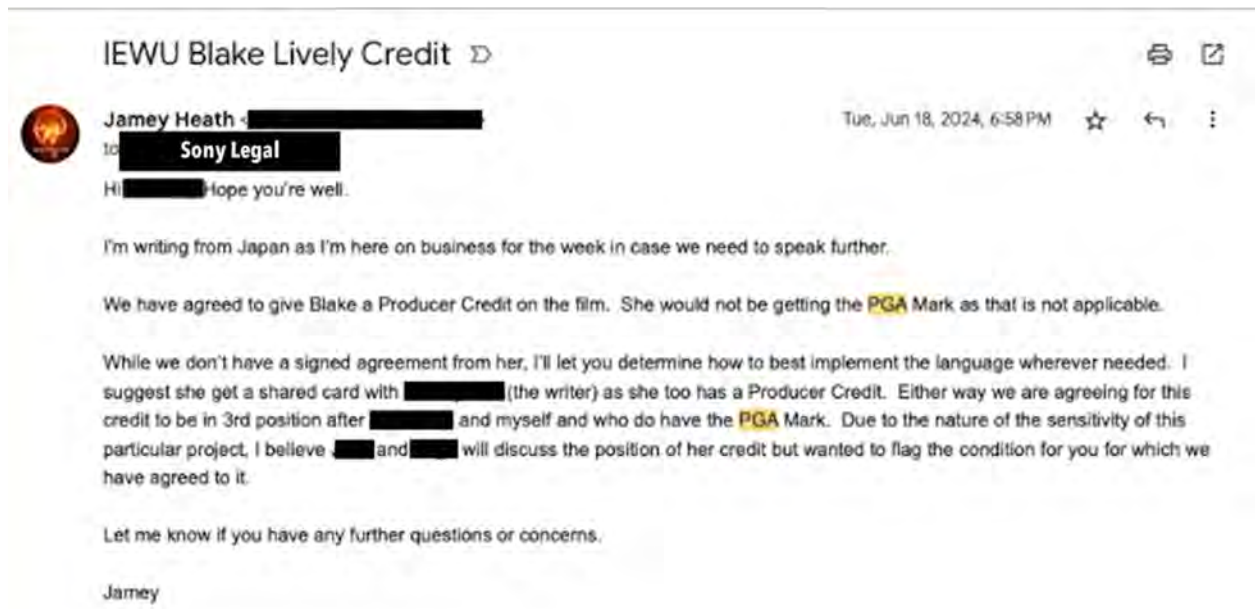 IEWU Blake Lively Credit
Jamey Heath <
Tue, Jun 18, 2024, 6:58 PM
to
Sony Legal
Hi Hope you're well.
I'm writing from Japan as I'm here on business for the week in case we need to speak further.
We have agreed to give Blake a Producer Credit on the film. She would not be getting the PGA Mark as that is not applicable.
While we don't have a signed agreement from her, I'll let you determine how to best implement the language wherever needed. I
suggest she get a shared card with (the writer) as she too has a Producer Credit. Either way we are agreeing for this
credit to be in 3rd position after and myself and who do have the PGA Mark. Due to the nature of the sensitivity of this
particular project, I believe and will discuss the position of her credit but wanted to flag the condition for you for which we
have agreed to it.
Let me know if you have any further questions or concerns.
Jamey